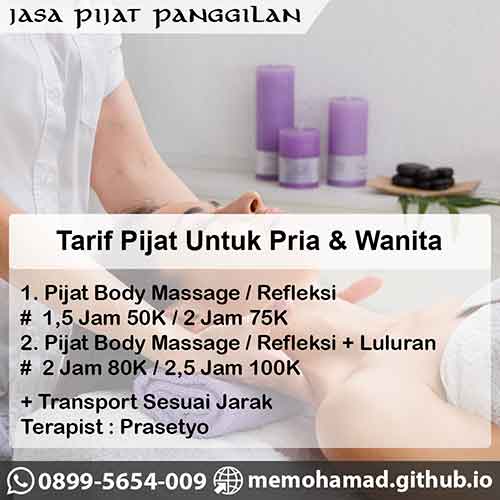 JASA PIJAT PANGGILAN
Tarif Pijat Untuk Pria & Wanita
1. Pijat Body Massage / Refleksi
# 1,5 Jam 50K / 2 Jam 75K
2. Pijat Body Massage / Refleksi + Luluran
# 2 Jam 80K / 2,5 Jam 100K
+ Transport Sesuai Jarak
Terapist : Prasetyo
0899-5654-009 memohamad.github.io